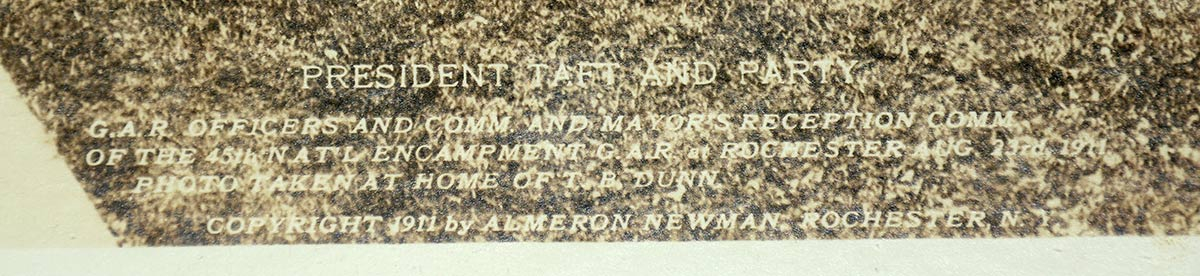 PRESIDENT TAFT AND PARTY
G.A.R. OFFICERS AND COMM. AND MAYOR'S RECEPTION COMM.
OF THE 45th NAT'L ENCAMPMENT G.A.R. at ROCHESTER AUG. 23rd, 1911
PHOTO TAKEN AT HOME OF T. B. DUNN.
COPYRIGHT 1911 by ALMERON NEWMAN, ROCHESTER, N.Y.